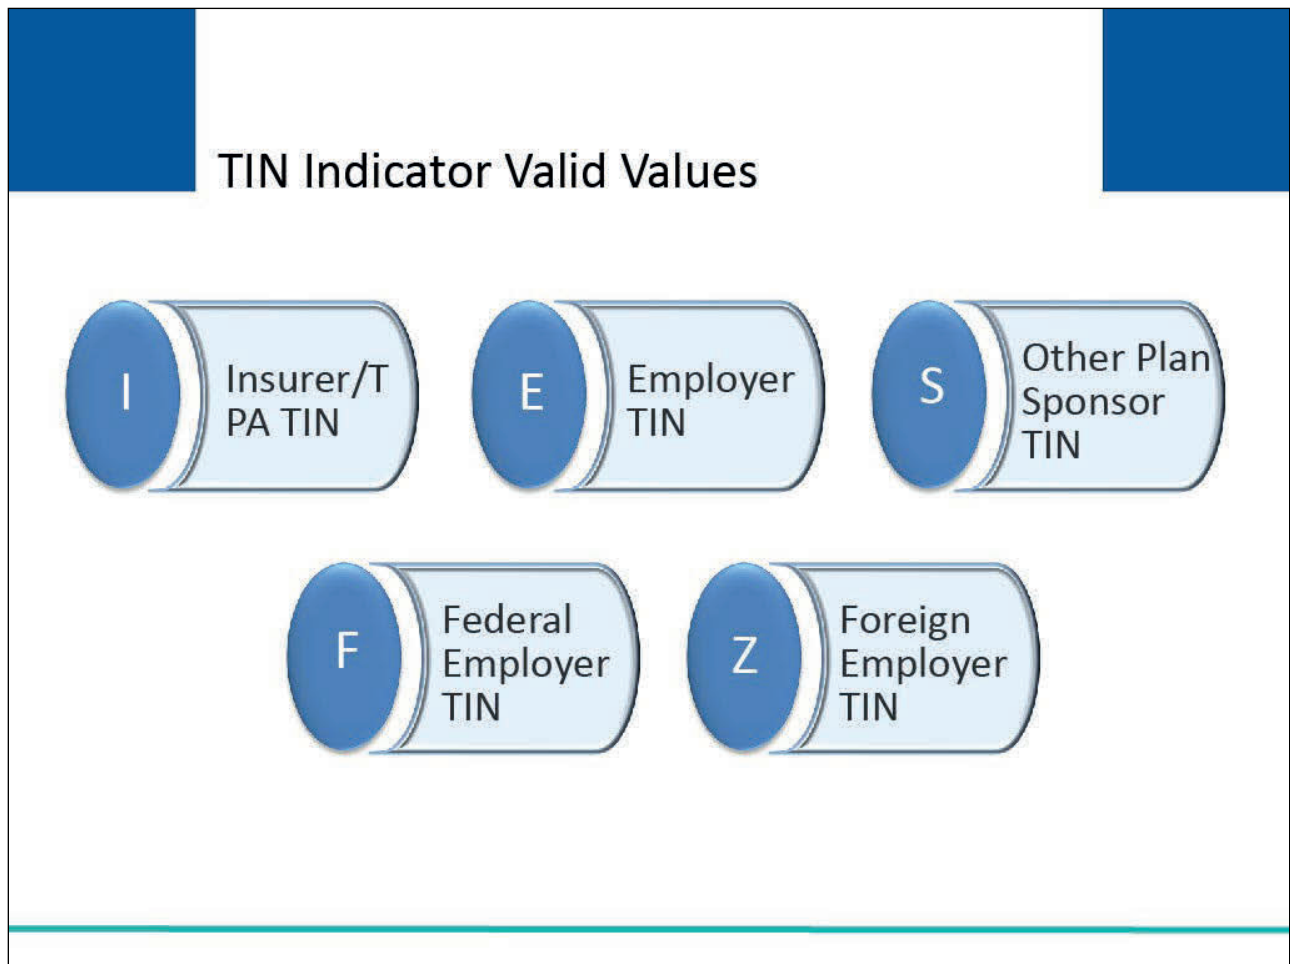 TIN Indicator Valid Values
I
Insurer/T
PA TIN
E
Employer
TIN
S
Other Plan
Sponsor
TIN
F
Federal
Employer
TIN
Z
Foreign
Employer
TIN